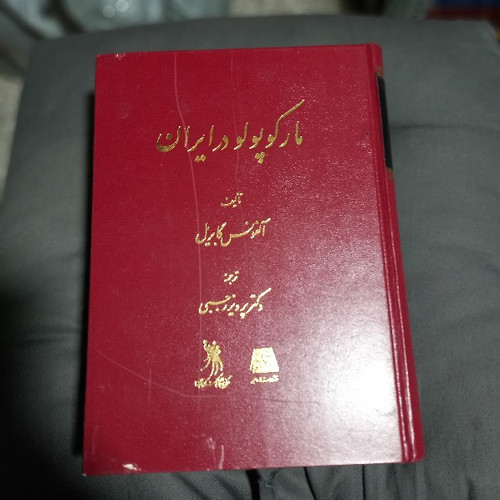 مارکوپولو در ایران
تألیف
آلفونس گابریل
ترجمهٔ
دکتر پرویز رجبی